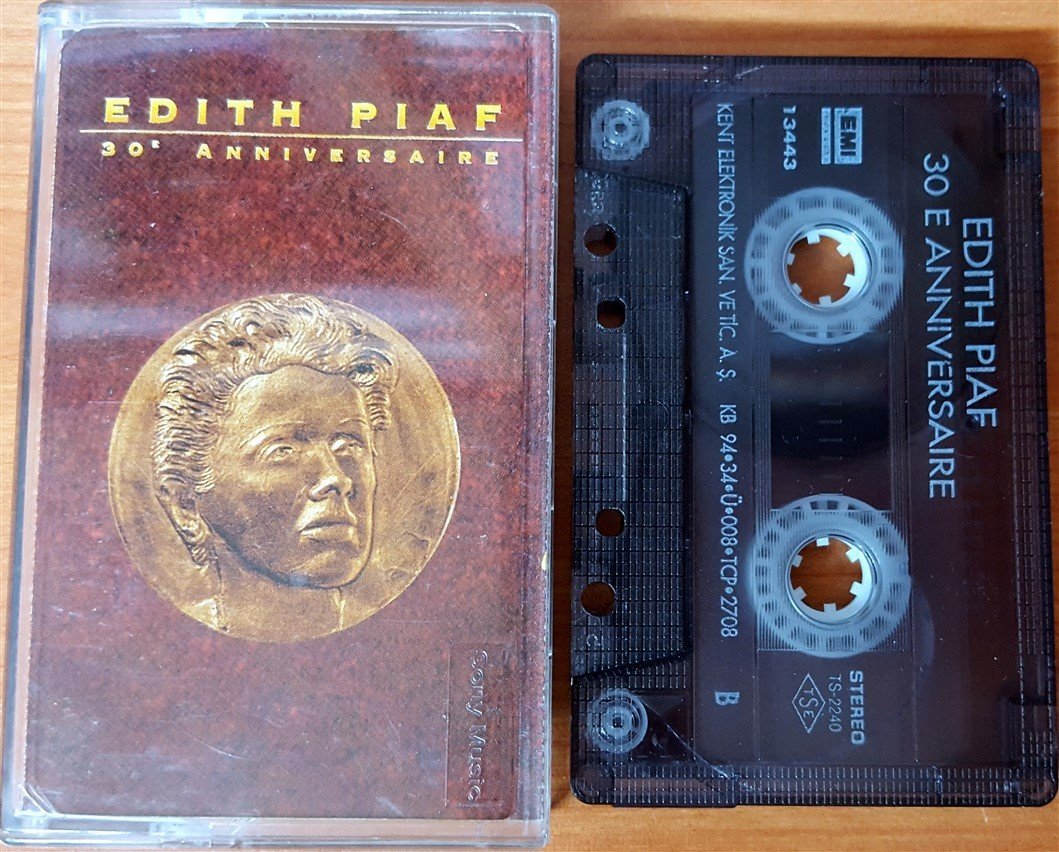 EDITH PIAF
30E ANNIVERSAIRE
Sony Music
EDITH PIAF
30 E ANNIVERSAIRE
EMI
13443
STEREO
TS-2240
TSE
KENT ELEKTRONİK SAN. VE TİC. A. Ş. KB 94•34•Ü•008•TCP•2708 B